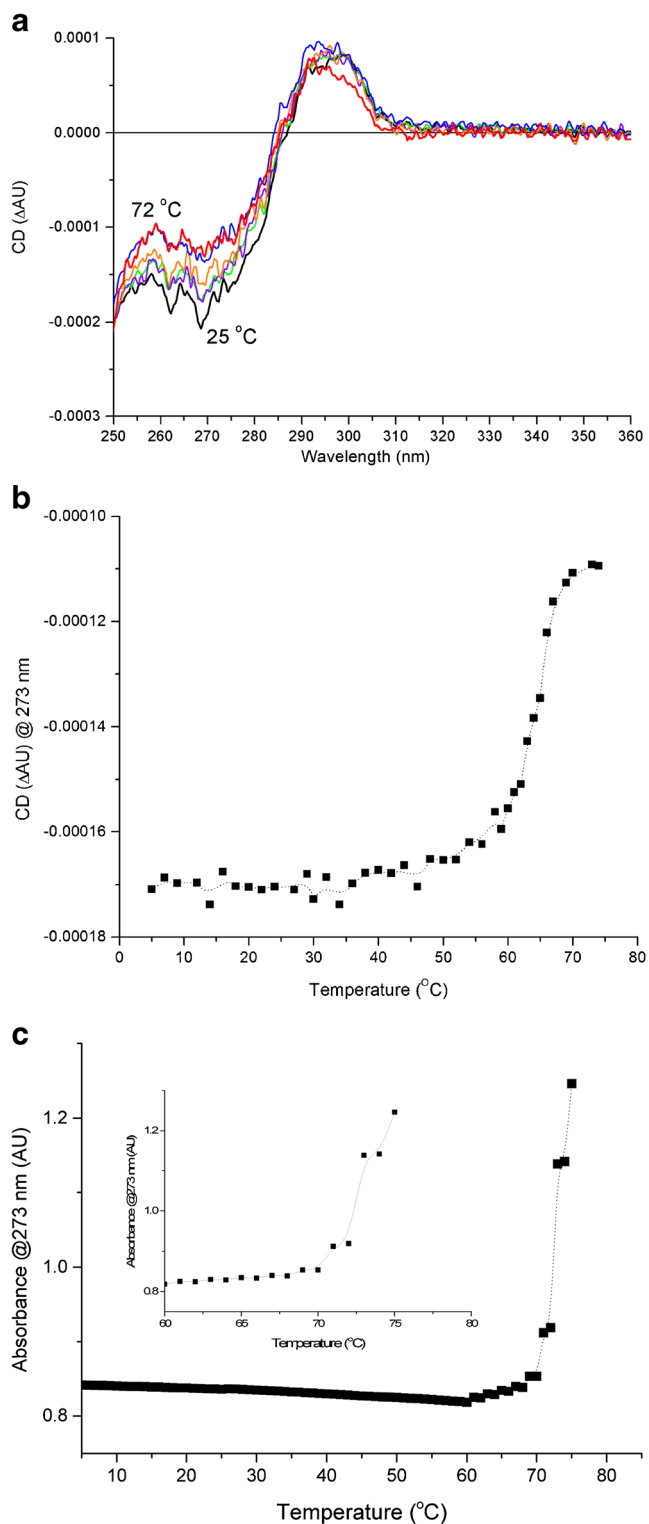 a
0.0001
0.0000
-0.0001
-0.0002
-0.0003
CD (ΔAU)
72 °C
25 °C
250 260 270 280 290 300 310 320 330 340 350 360
Wavelength (nm)
b
-0.00010
-0.00012
-0.00014
-0.00016
-0.00018
CD (ΔAU) @ 273 nm
0 10 20 30 40 50 60 70 80
Temperature (°C)
c
1.2
1.0
0.8
Absorbance @273 nm (AU)
1.2
1.0
0.8
Absorbance @273 nm (AU)
60 65 70 75 80
Temperature (°C)
10 20 30 40 50 60 70 80
Temperature (°C)